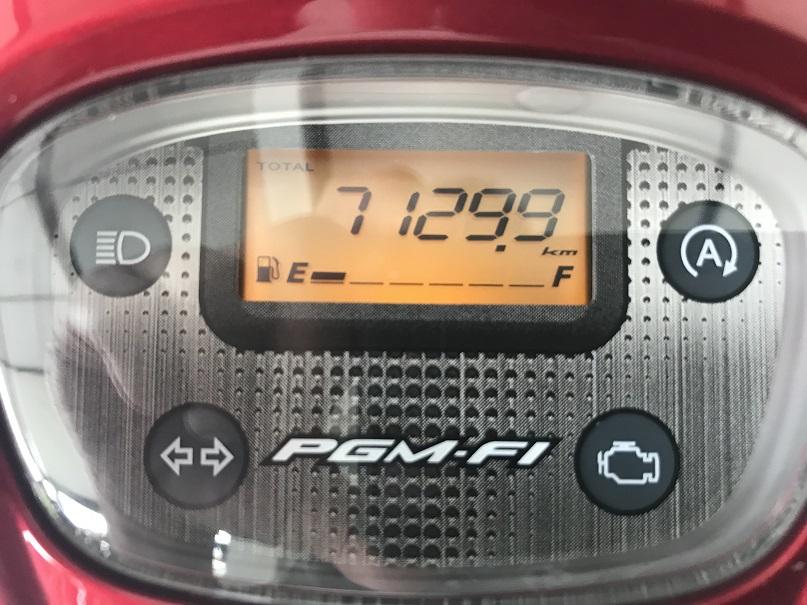 TOTAL
7129.9
km
E F
A
PGM-FI